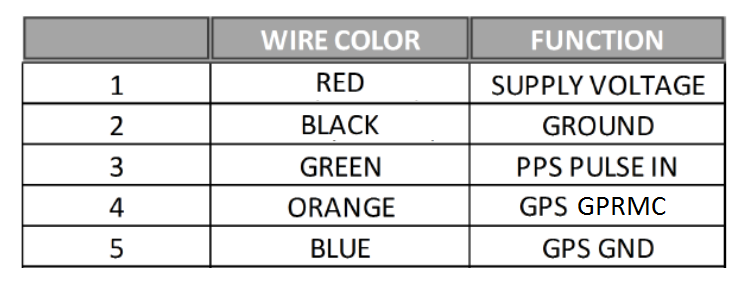 WIRE COLOR FUNCTION
1 RED SUPPLY VOLTAGE
2 BLACK GROUND
3 GREEN PPS PULSE IN
4 ORANGE GPS GPRMC
5 BLUE GPS GND